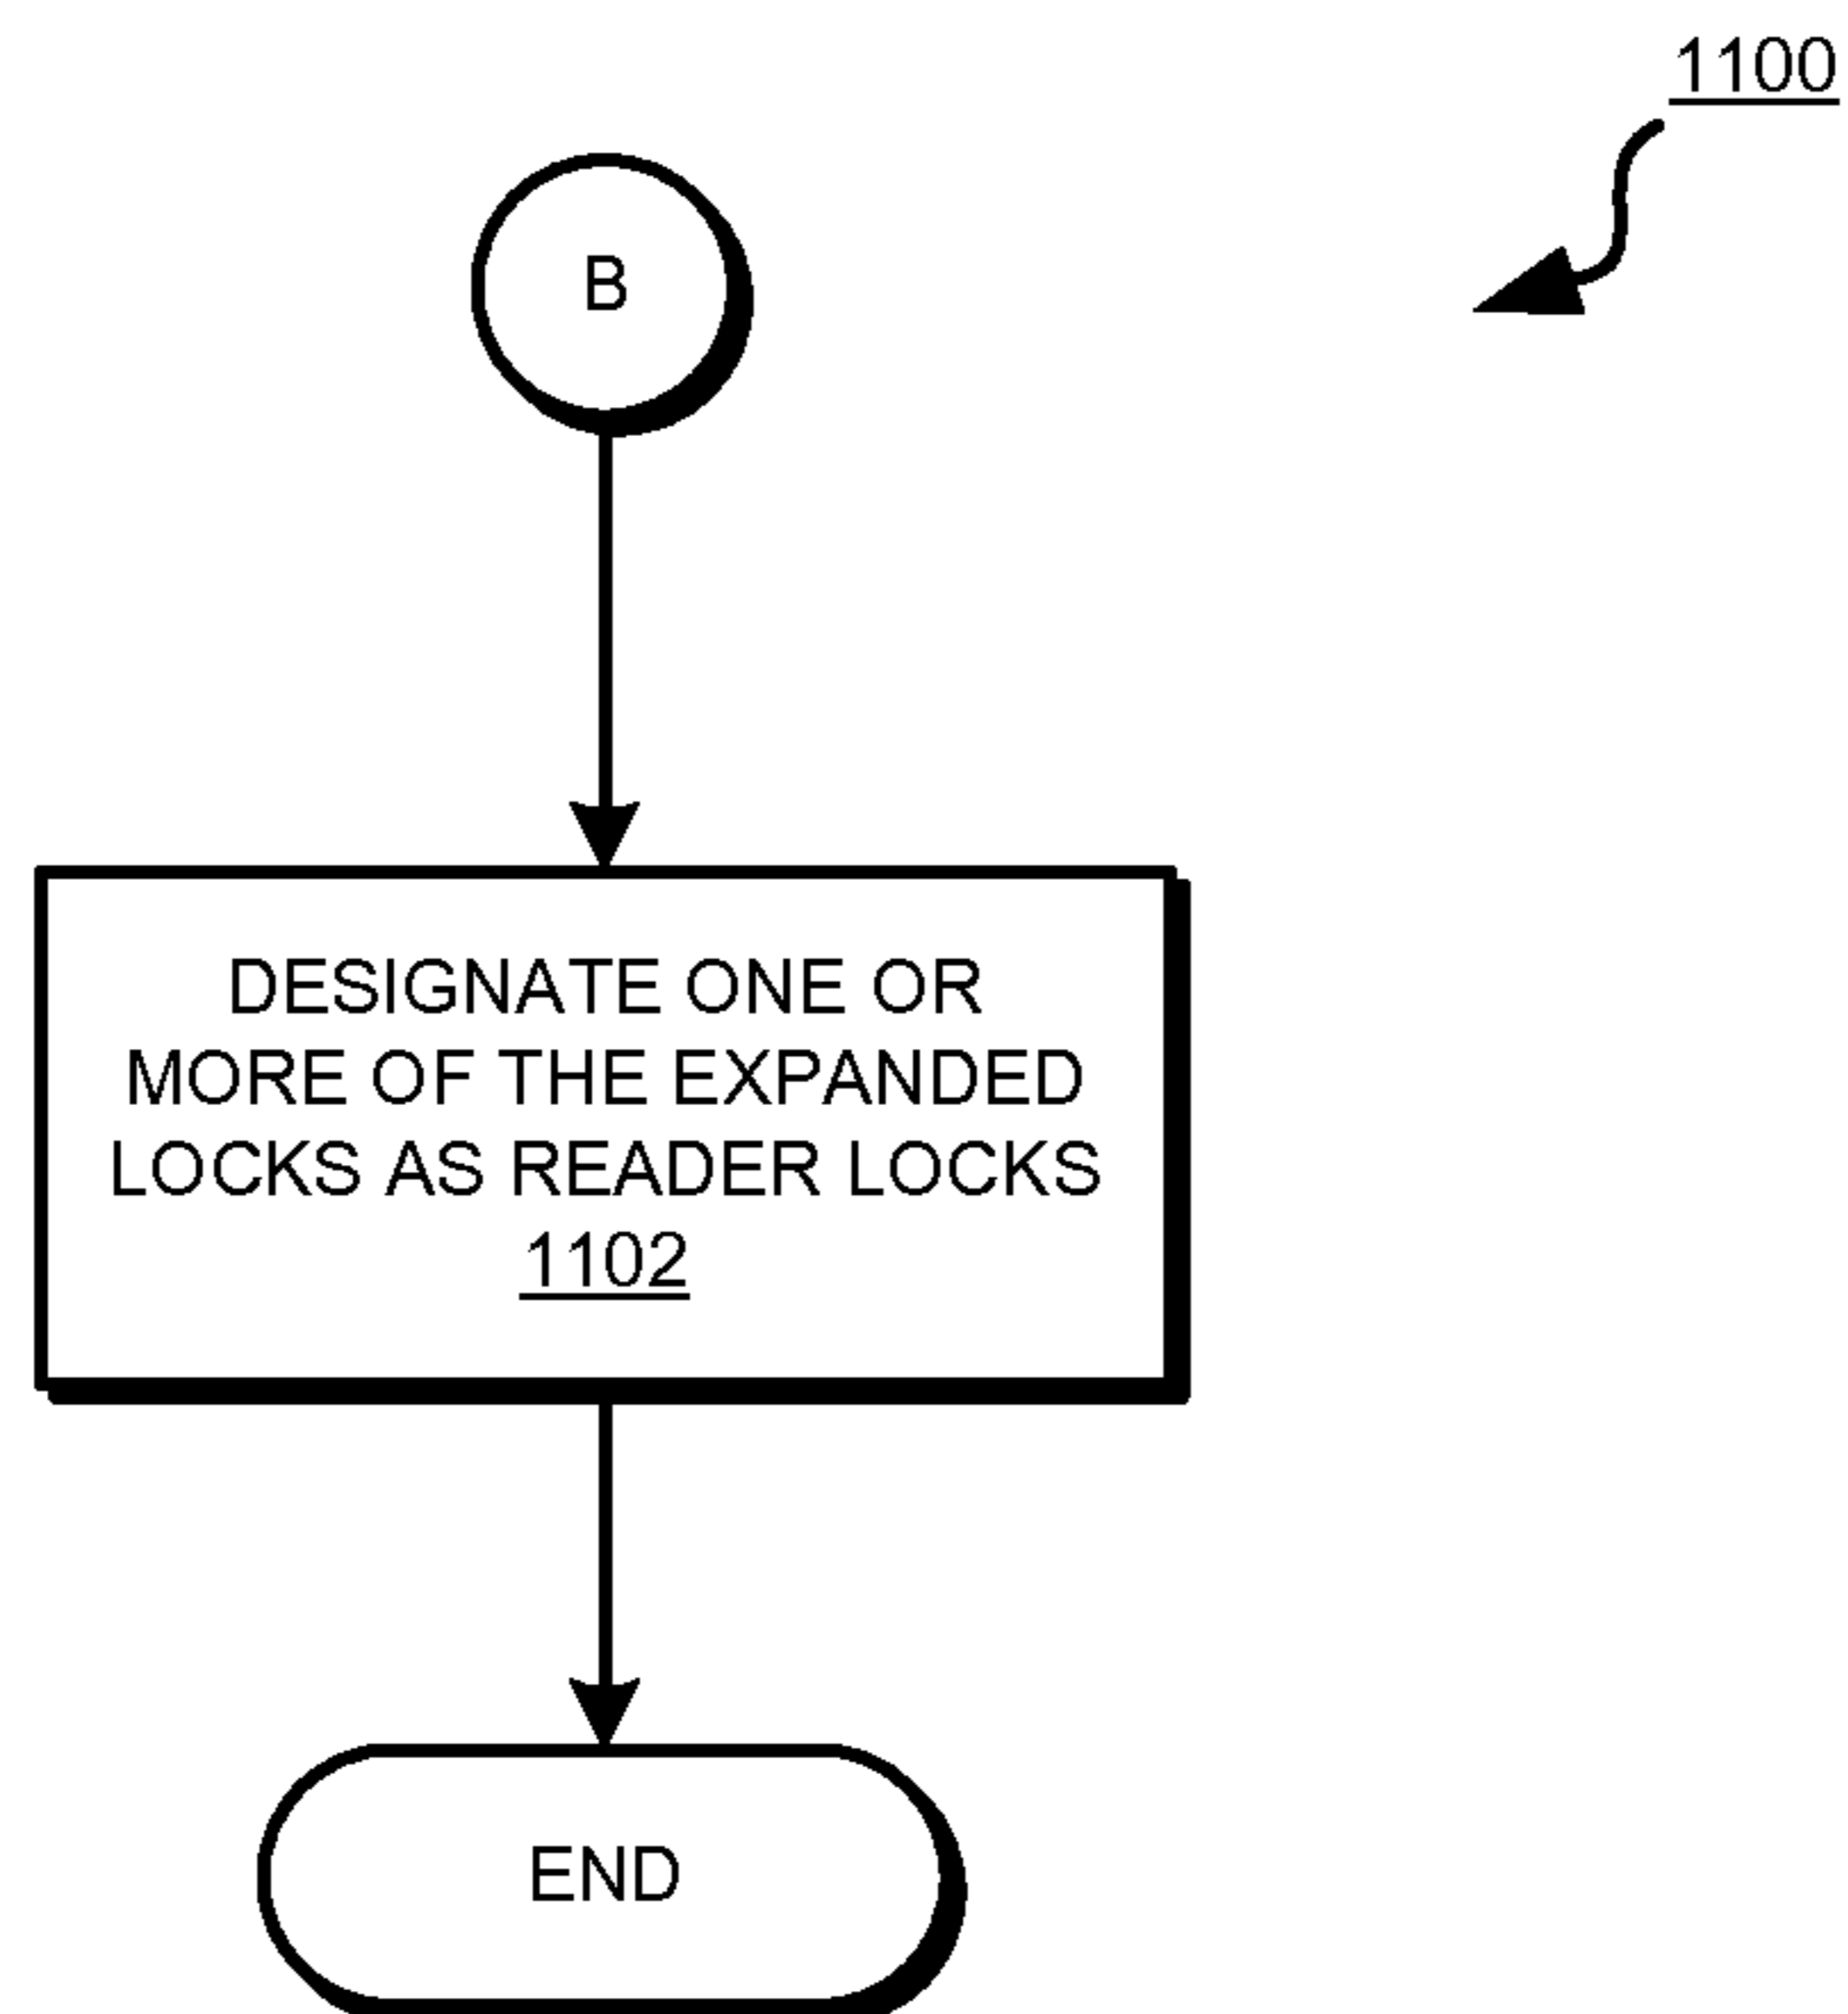 1100
B
DESIGNATE ONE OR
MORE OF THE EXPANDED
LOCKS AS READER LOCKS
1102
END